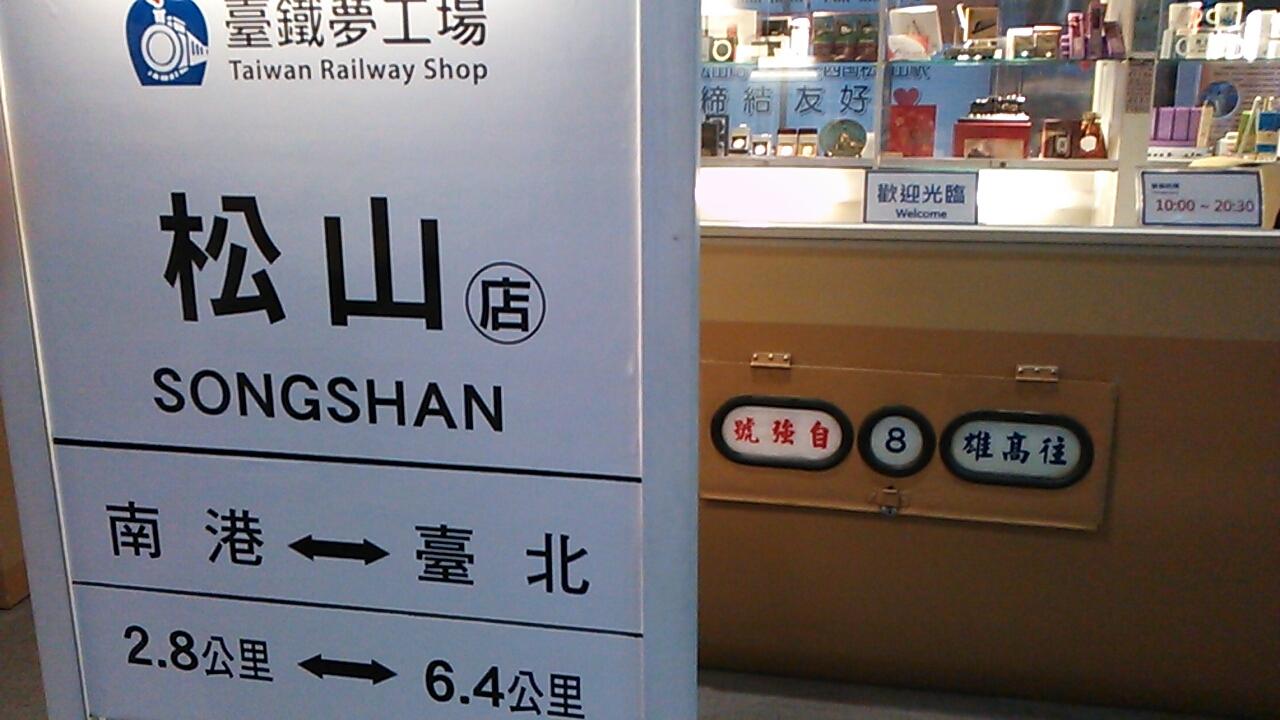 臺鐵夢工場
Taiwan Railway Shop
松山店
SONGSHAN
南港 ↔ 臺北
2.8公里 ↔ 6.4公里
締結友好
歡迎光臨
Welcome
10:00 ~ 20:30
號強自
8
雄高往